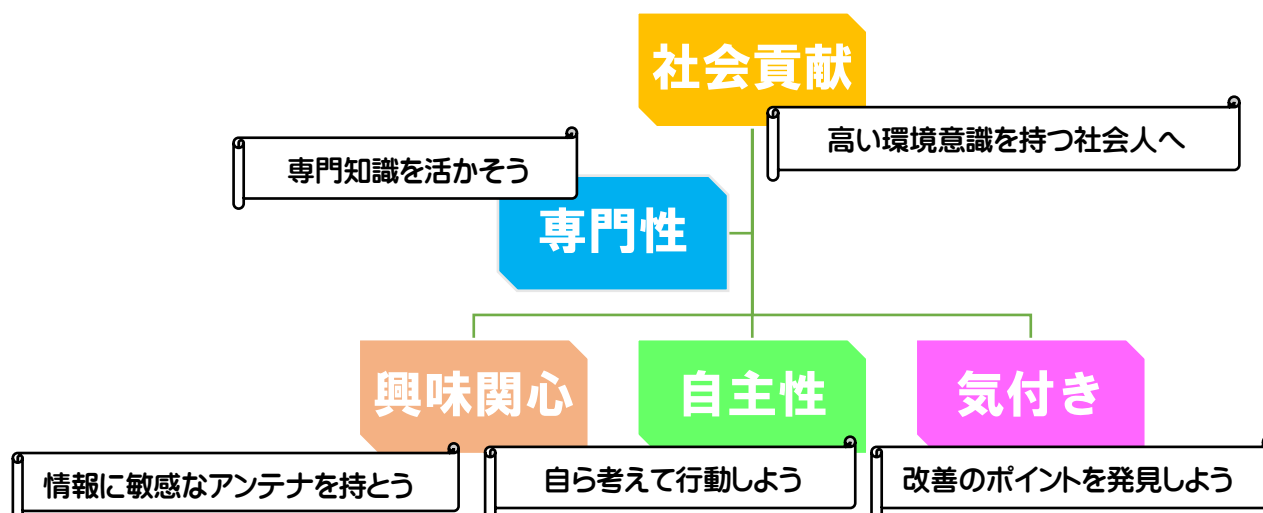 社会貢献
高い環境意識を持つ社会人へ
専門知識を活かそう
専門性
興味関心
自主性
気付き
情報に敏感なアンテナを持とう
自ら考えて行動しよう
改善のポイントを発見しよう